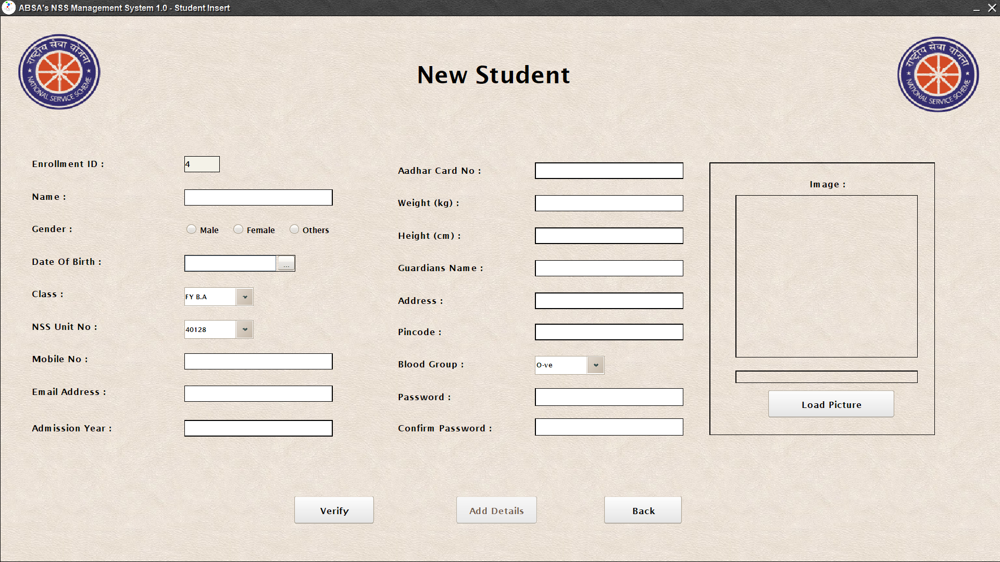 ABSA's NSS Management System 1.0 - Student Insert
राष्ट्रीय सेवा योजना
NATIONAL SERVICE SCHEME
New Student
राष्ट्रीय सेवा योजना
NATIONAL SERVICE SCHEME
Enrollment ID :
4
Name :
Gender :
Male
Female
Others
Date Of Birth :
...
Class :
FY B.A
NSS Unit No :
40128
Mobile No :
Email Address :
Admission Year :
Aadhar Card No :
Weight (kg) :
Height (cm) :
Guardians Name :
Address :
Pincode :
Blood Group :
O-ve
Password :
Confirm Password :
Image :
Load Picture
Verify
Add Details
Back